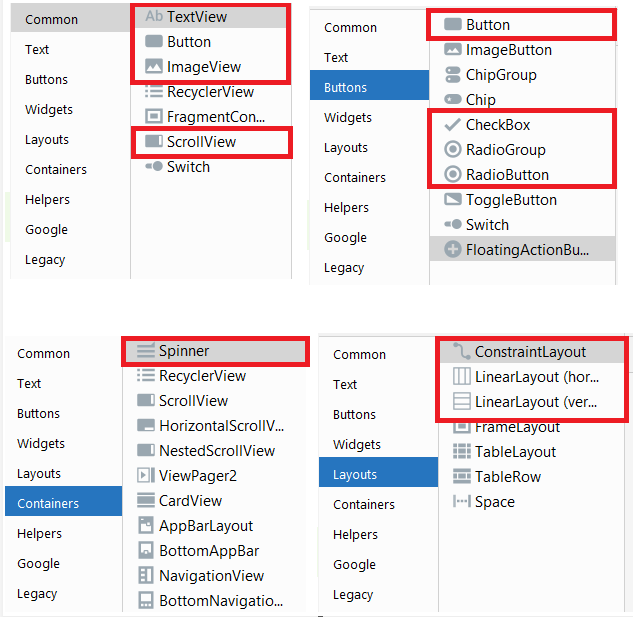 Common
Text
Buttons
Widgets
Layouts
Containers
Helpers
Google
Legacy
Ab TextView
Button
ImageView
RecyclerView
FragmentCon...
ScrollView
Switch
Common
Text
Buttons
Widgets
Layouts
Containers
Helpers
Google
Legacy
Button
ImageButton
ChipGroup
Chip
CheckBox
RadioGroup
RadioButton
ToggleButton
Switch
FloatingActionBu...
Common
Text
Buttons
Widgets
Layouts
Containers
Helpers
Google
Legacy
Spinner
RecyclerView
ScrollView
HorizontalScrollV...
NestedScrollView
ViewPager2
CardView
AppBarLayout
BottomAppBar
NavigationView
BottomNavigatio...
Common
Text
Buttons
Widgets
Layouts
Containers
Helpers
Google
Legacy
ConstraintLayout
LinearLayout (hor...
LinearLayout (ver...
FrameLayout
TableLayout
TableRow
Space